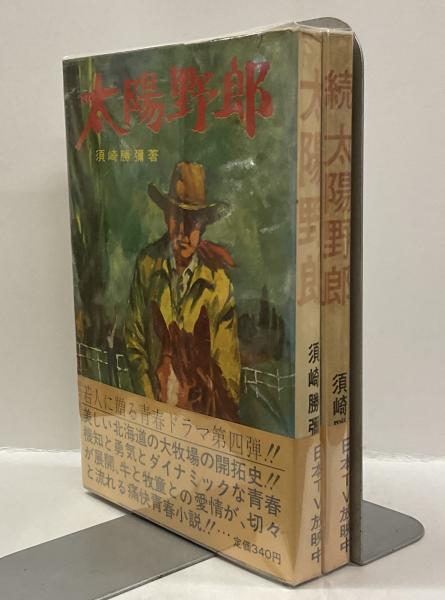 太陽野郎
須崎勝彌著
若人に贈る青春ドラマ第四弾!!
美しい北海道の大牧場の開拓史!!
機知と勇気とダイナミックな青春
が展開、牛と牧童との愛情が、切々
と流れる痛快青春小説!!…
定価340円
太陽野郎
須崎勝彌
日本TV放映中
続 太陽野郎
須崎
日本TV放映中